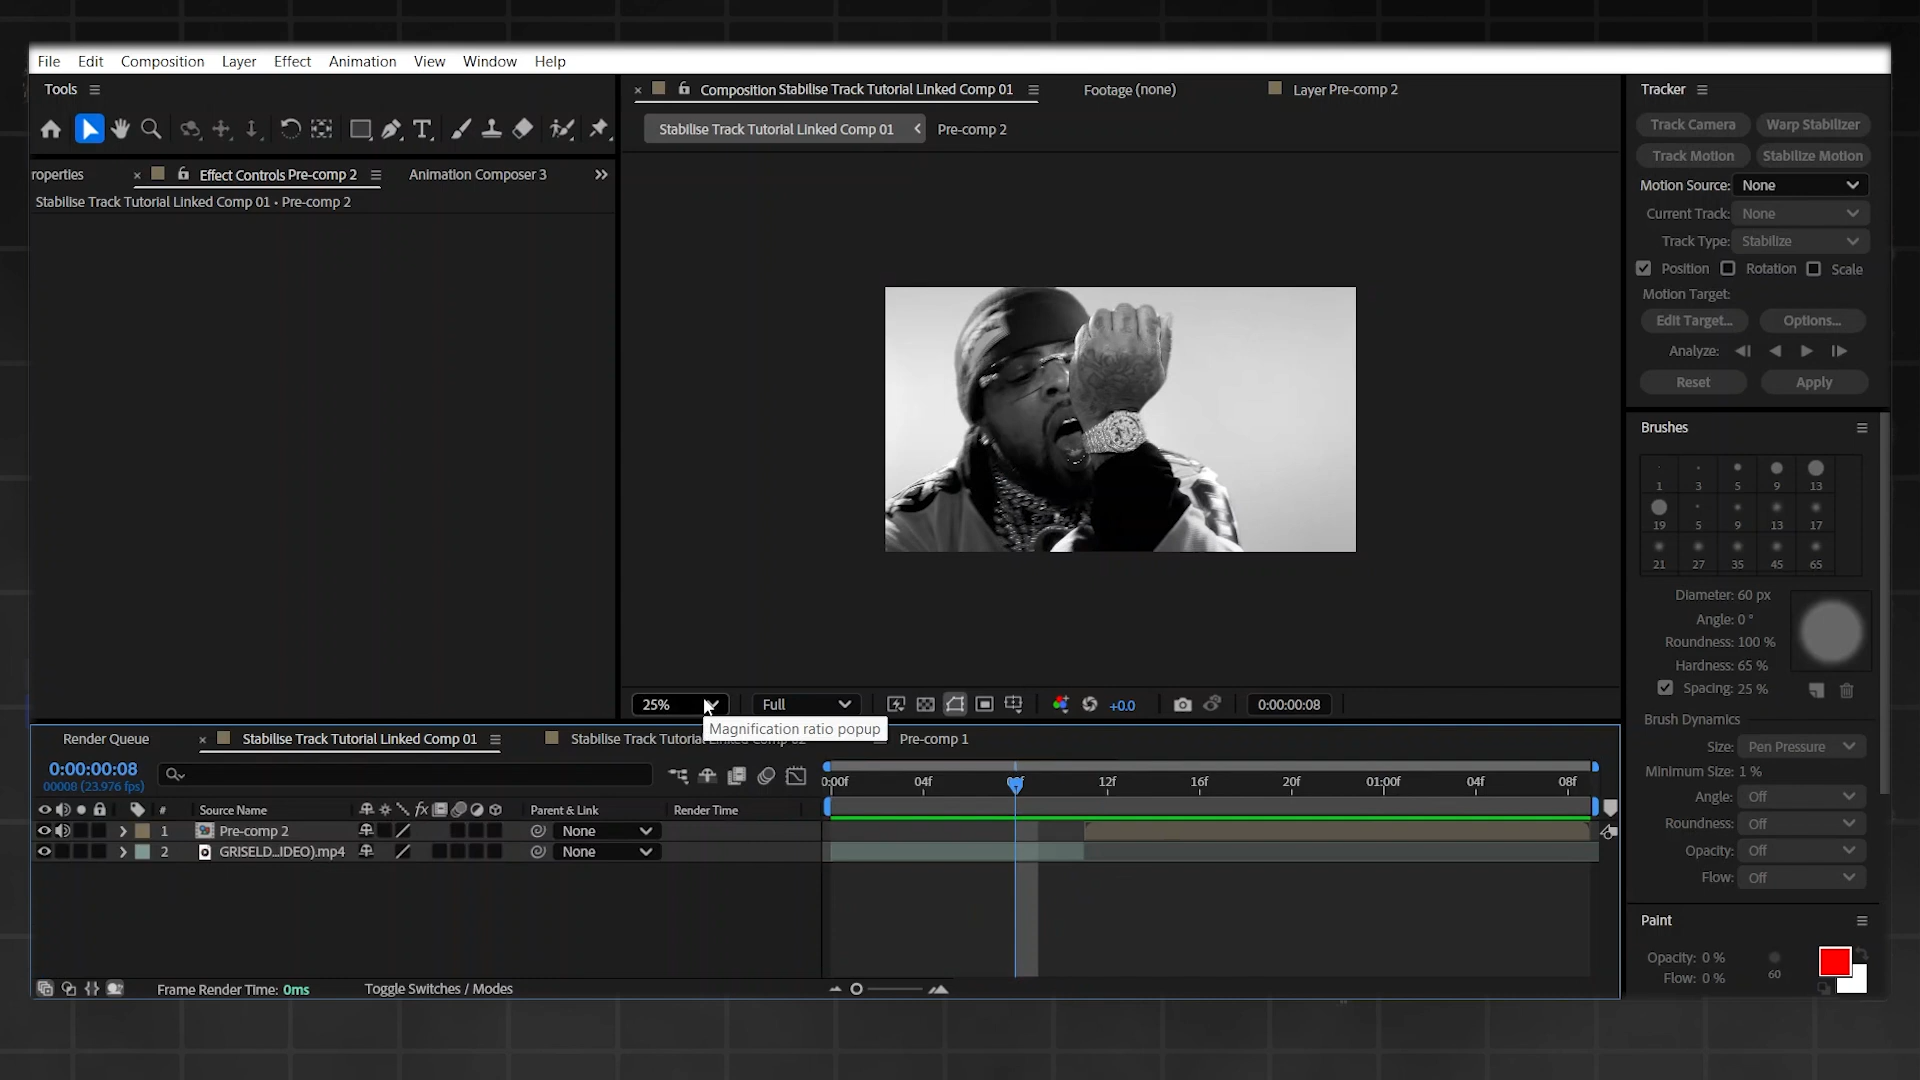 File Edit Composition Layer Effect Animation View Window Help
Tools
Composition Stabilise Track Tutorial Linked Comp 01
Footage (none)
Layer Pre-comp 2
Tracker
Stabilise Track Tutorial Linked Comp 01
Pre-comp 2
Track Camera Warp Stabilizer
Track Motion Stabilize Motion
Motion Source: None
Current Track: None
Track Type: Stabilize
Position Rotation Scale
Motion Target:
Edit Target... Options...
Analyze:
Reset Apply
roperties
Effect Controls Pre-comp 2
Animation Composer 3
Stabilise Track Tutorial Linked Comp 01 • Pre-comp 2
Brushes
1 3 5 9 13
19 5 9 13 17
21 27 35 45 65
Diameter: 60 px
Angle: 0 °
Roundness: 100 %
Hardness: 65 %
Spacing: 25 %
Brush Dynamics
Size: Pen Pressure
Minimum Size: 1 %
Angle: Off
Roundness: Off
Opacity: Off
Flow: Off
Paint
Opacity: 0 %
Flow: 0 %
60
25%
Full
+0.0
0:00:00:08
Magnification ratio popup
Render Queue
Stabilise Track Tutorial Linked Comp 01
Stabilise Track Tutorial
Pre-comp 1
0:00:00:08
00008 (23.976 fps)
0:00f 04f 12f 16f 20f 01:00f 04f 08f
# Source Name fx Parent & Link Render Time
1 Pre-comp 2 None
2 GRISELD...IDEO).mp4 None
Frame Render Time: 0ms
Toggle Switches / Modes